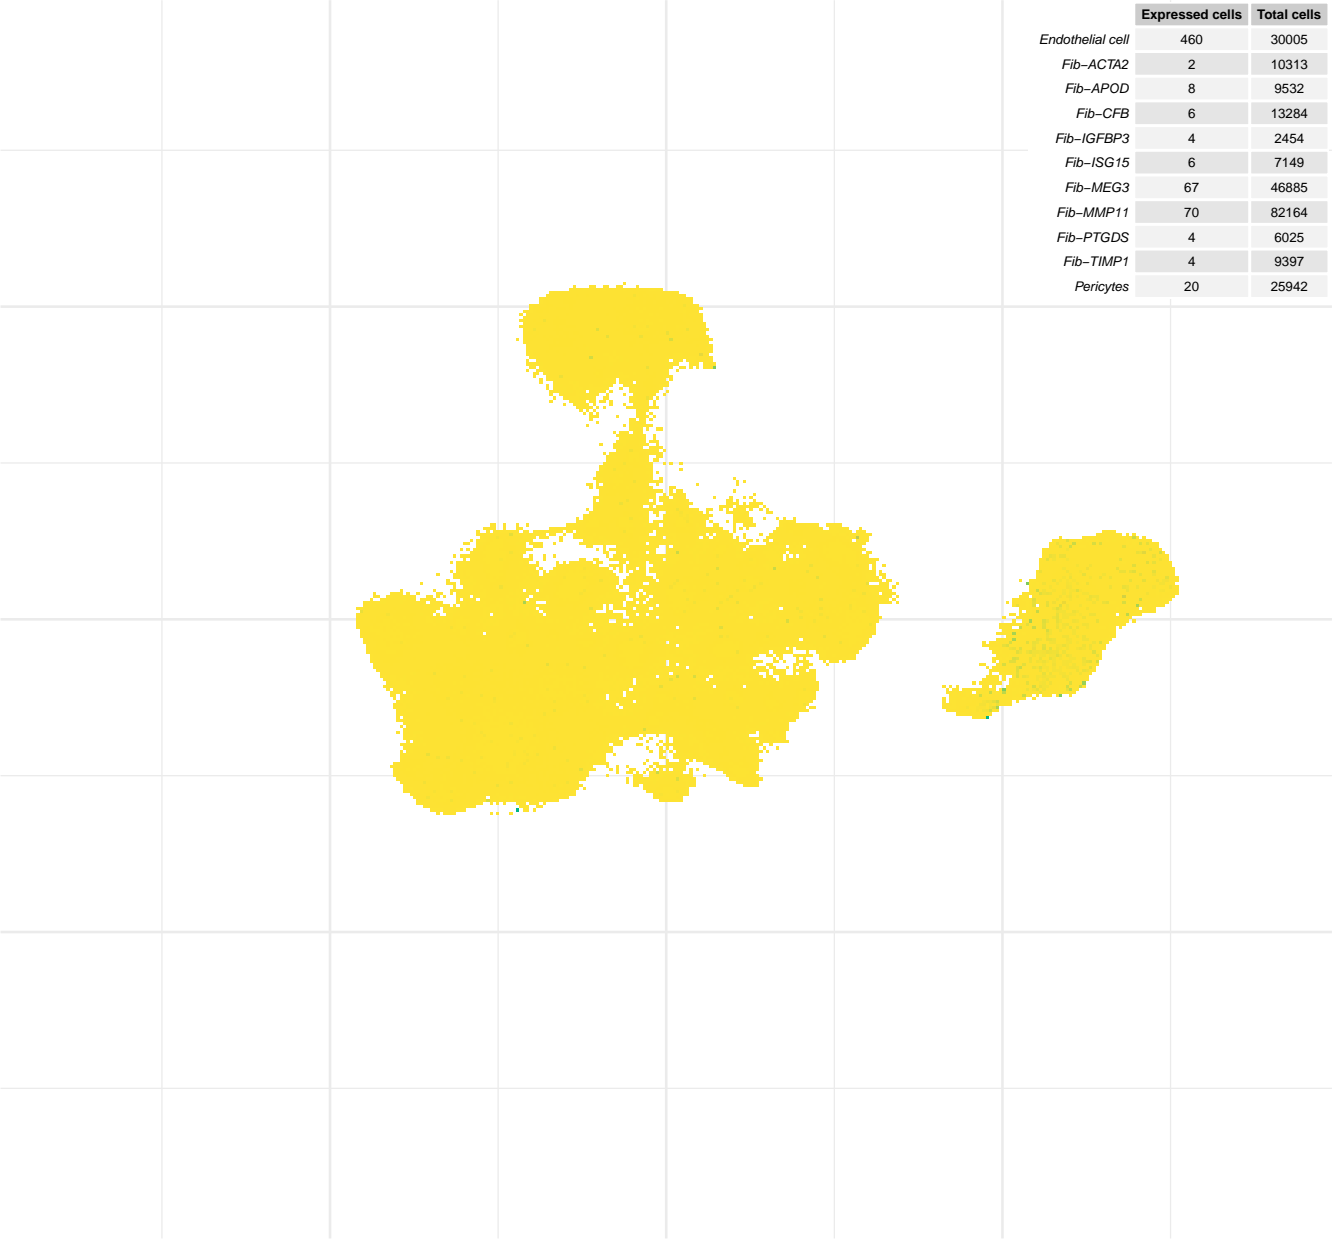 Expressed cells Total cells
Endothelial cell 460 30005
Fib−ACTA2 2 10313
Fib−APOD 8 9532
Fib−CFB 6 13284
Fib−IGFBP3 4 2454
Fib−ISG15 6 7149
Fib−MEG3 67 46885
Fib−MMP11 70 82164
Fib−PTGDS 4 6025
Fib−TIMP1 4 9397
Pericytes 20 25942